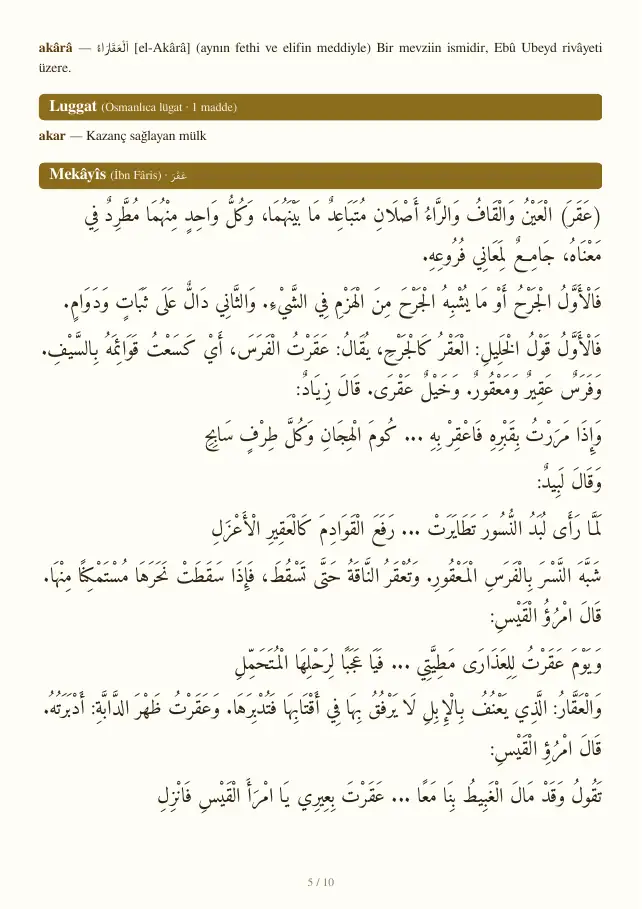 akârâ — اَلْعَقَارَاءُ [el-Akârâ] (aynın fethi ve elifin meddiyle) Bir mevziin ismidir, Ebû Ubeyd rivâyeti
üzere.
Luggat (Osmanlıca lügat · 1 madde)
akar — Kazanç sağlayan mülk
Mekâyîs (İbn Fâris) · عَقَرَ
(عَقَرَ) الْعَيْنُ وَالْقَافُ وَالرَّاءُ أَصْلَانِ مُتَبَاعِدٌ مَا بَيْنَهُمَا، وَكُلُّ وَاحِدٍ مِنْهُمَا مُطَّرِدٌ فِي
مَعْنَاهُ، جَامِعٌ لِمَعَانِي فُرُوعِهِ.
فَالْأَوَّلُ الْجَرْحُ أَوْ مَا يُشْبِهُ الْجَرْحَ مِنَ الْهَزْمِ فِي الشَّيْءِ. وَالثَّانِي دَالٌّ عَلَى ثَبَاتٍ وَدَوَامٍ.
فَالْأَوَّلُ قَوْلُ الْخَلِيلِ: الْعَقْرُ كَالْجَرْحِ، يُقَالُ: عَقَرْتُ الْفَرَسَ، أَيْ كَسَعْتُ قَوَائِمَهُ بِالسَّيْفِ.
وَفَرَسٌ عَقِيرٌ وَمَعْقُورٌ. وَخَيْلٌ عَقْرَى. قَالَ زِيَادٌ:
وَإِذَا مَرَرْتُ بِقَبْرِهِ فَاعْقِرْ بِهِ ... كُومَ الْهِجَانِ وَكُلَّ طِرْفٍ سَابِحِ
وَقَالَ لَبِيدٌ:
لَمَّا رَأَى لُبَدُ النُّسُورَ تَطَايَرَتْ ... رَفَعَ الْقَوَادِمَ كَالْعَقِيرِ الْأَعْزَلِ
شَبَّهَ النَّسْرَ بِالْفَرَسِ الْمَعْقُورِ. وَتُعْقَرُ النَّاقَةُ حَتَّى تَسْقُطَ، فَإِذَا سَقَطَتْ نَحَرَهَا مُسْتَمْكِنًا مِنْهَا.
قَالَ امْرُؤُ الْقَيْسِ:
وَيَوْمَ عَقَرْتُ لِلْعَذَارَى مَطِيَّتِي ... فَيَا عَجَبًا لِرَحْلِهَا الْمُتَحَمِّلِ
وَالْعَقَّارُ: الَّذِي يَعْنُفُ بِالْإِبِلِ لَا يَرْفُقُ بِهَا فِي أَقْتَابِهَا فَتُدْبِرَهَا. وَعَقَرْتُ ظَهْرَ الدَّابَّةِ: أَدْبَرْتُهُ.
قَالَ امْرُؤِ الْقَيْسِ:
تَقُولُ وَقَدْ مَالَ الْغَبِيطُ بِنَا مَعًا ... عَقَرْتَ بِعِيرِي يَا امْرَأَ الْقَيْسِ فَانْزِلِ
5 / 10